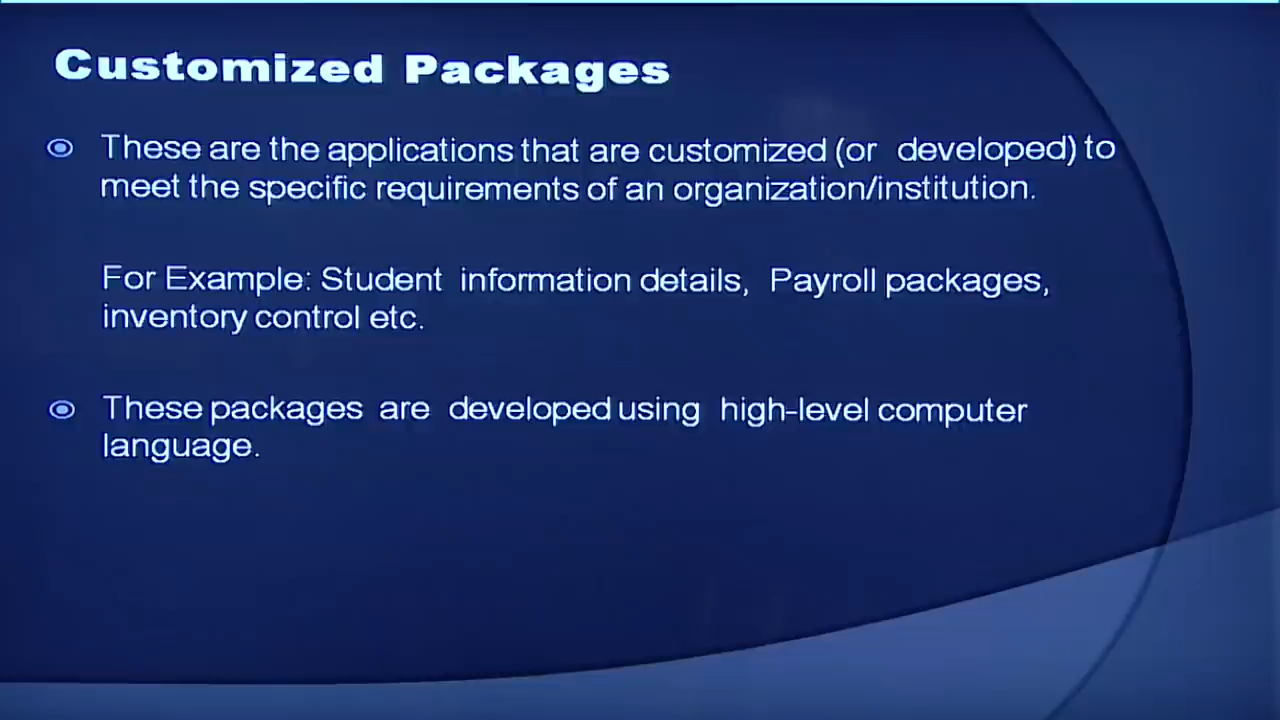 Customized Packages
These are the applications that are customized (or developed) to
meet the specific requirements of an organization/institution.
For Example: Student information details, Payroll packages,
inventory control etc.
These packages are developed using high-level computer
language.